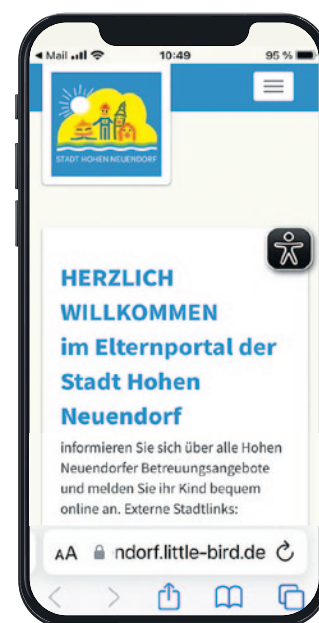 Mail 10:49 95 %
STADT HOHEN NEUENDORF
HERZLICH
WILLKOMMEN
im Elternportal der
Stadt Hohen
Neuendorf
informieren Sie sich über alle Hohen
Neuendorfer Betreuungsangebote
und melden Sie ihr Kind bequem
online an. Externe Stadtlinks:
AA ndorf.little-bird.de